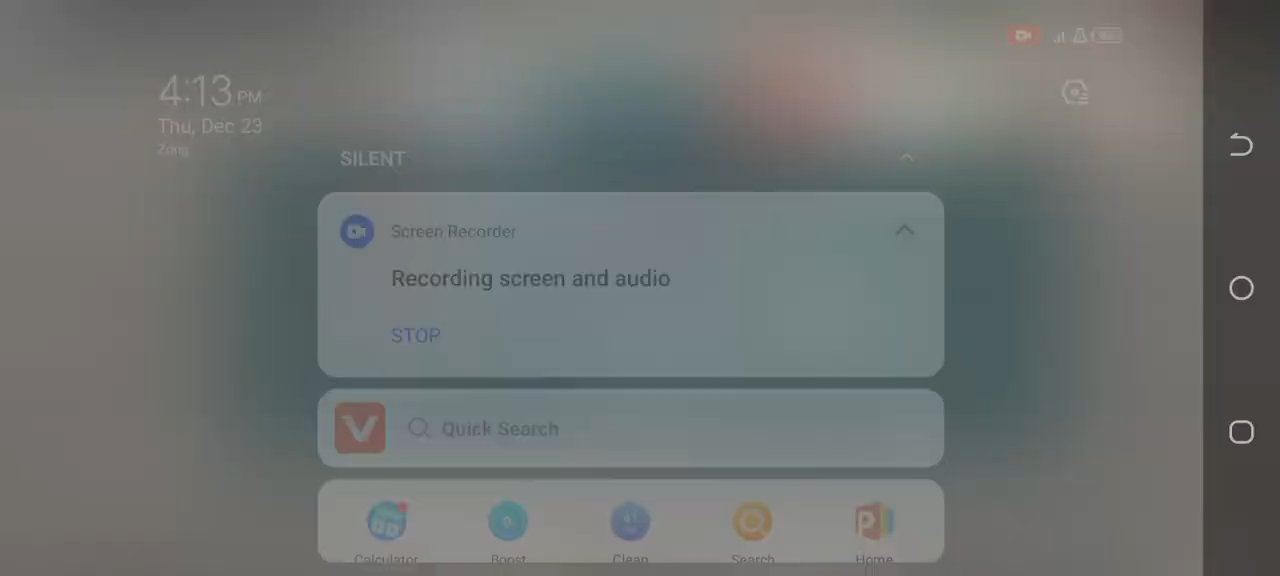 4:13 PM
Thu, Dec 23
Zong
SILENT
Screen Recorder
Recording screen and audio
STOP
Quick Search
Calculator Boost Clean Search Home